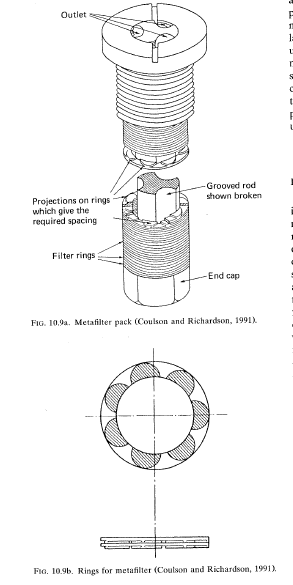 Outlet
Projections on rings
which give the
required spacing
Grooved rod
shown broken
Filter rings
End cap
FIG. 10.9a. Metafilter pack (Coulson and Richardson, 1991).
FIG. 10.9b. Rings for metafilter (Coulson and Richardson, 1991).